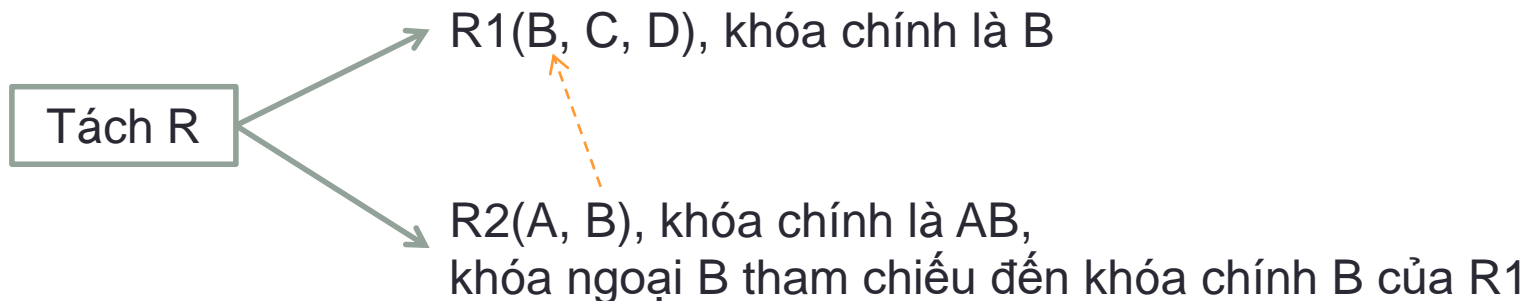 R1(B, C, D), khóa chính là B
Tách R
R2(A, B), khóa chính là AB,
khóa ngoại B tham chiếu đến khóa chính B của R1